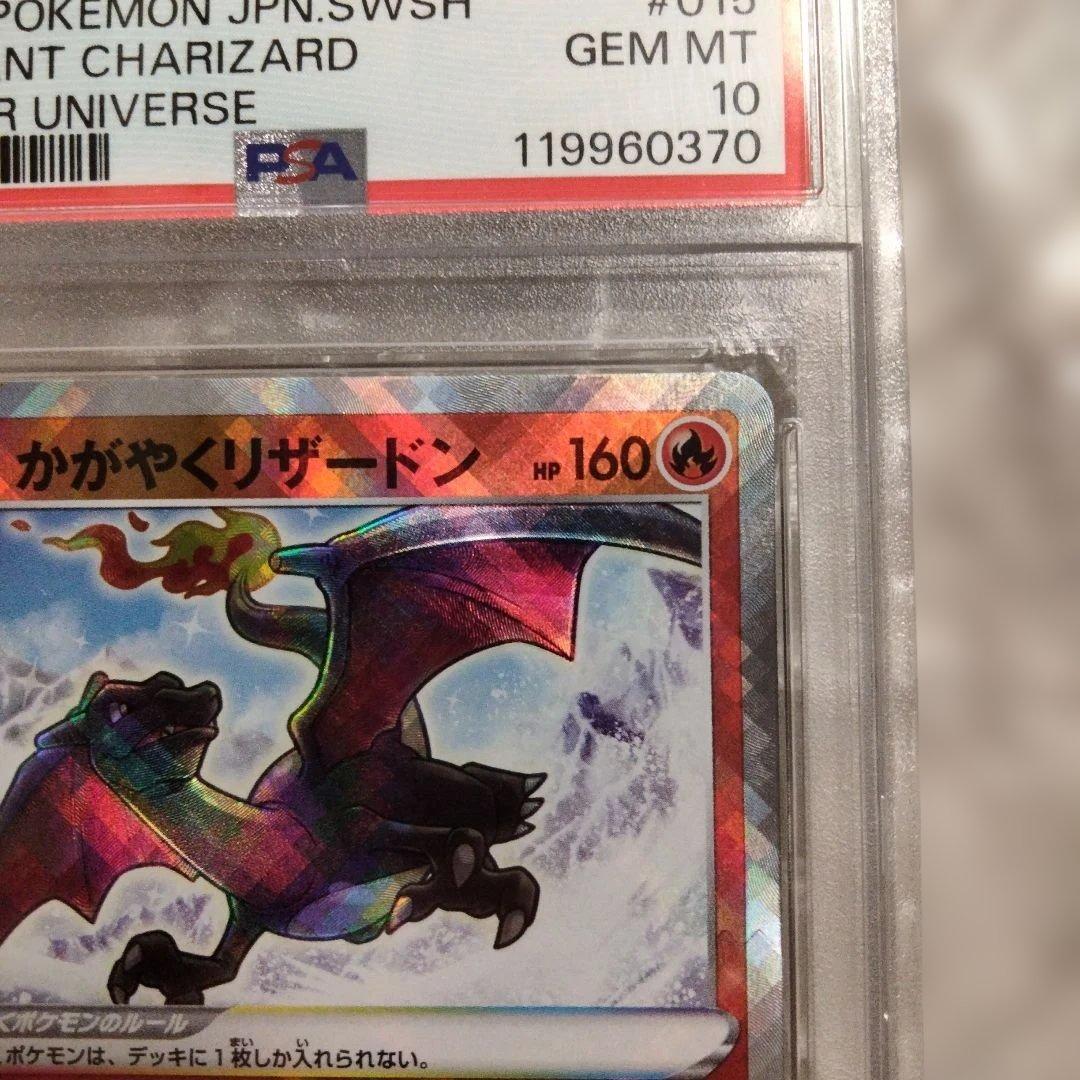 POKEMON JPN.SWSH #015
ANT CHARIZARD GEM MT
R UNIVERSE 10
PSA 119960370
かがやくリザードン HP 160
くポケモンのルール
ポケモンは、デッキに1枚しか入れられない。